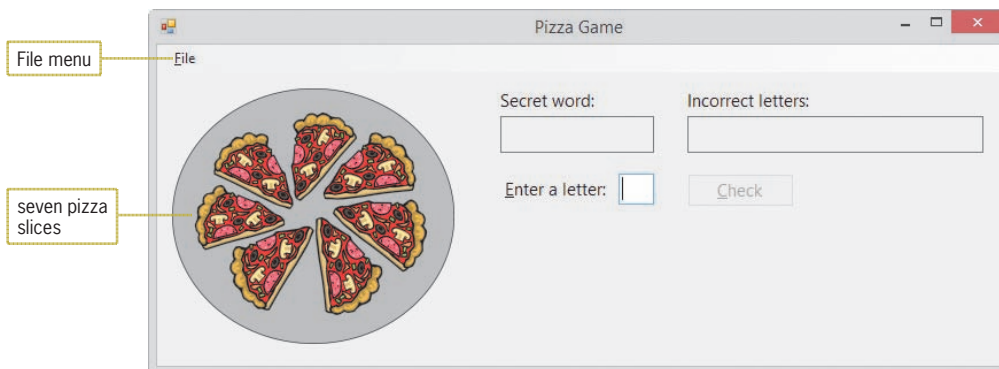 Pizza Game
File menu
File
Secret word:
Incorrect letters:
Enter a letter:
Check
seven pizza
slices